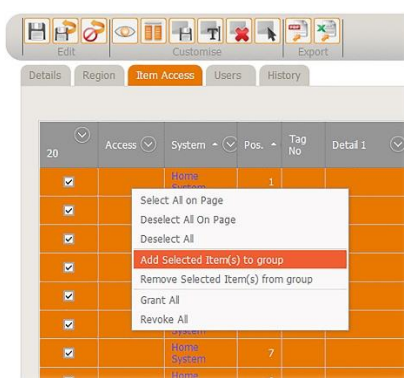 Edit Customise Export
Details Region Item Access Users History
20 Access System Pos. Tag No Detail 1
Home System 1
Select All on Page
Deselect All On Page
Deselect All
Add Selected Item(s) to group
Remove Selected Item(s) from group
Grant All
Revoke All
System
Home System 7
Home